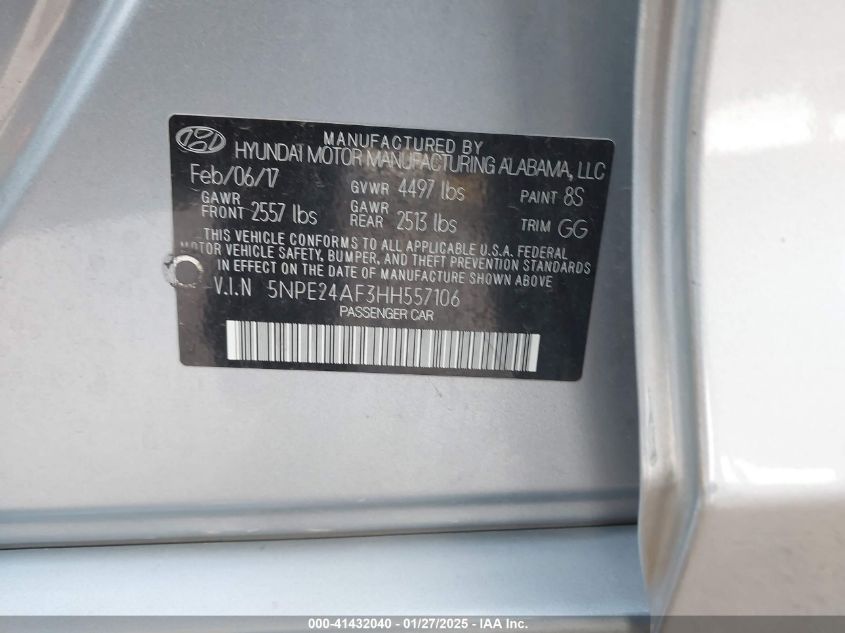 MANUFACTURED BY
HYUNDAI MOTOR MANUFACTURING ALABAMA, LLC
Feb/06/17 GVWR 4497 lbs PAINT 8S
GAWR FRONT 2557 lbs GAWR REAR 2513 lbs TRIM GG
THIS VEHICLE CONFORMS TO ALL APPLICABLE U.S.A. FEDERAL
MOTOR VEHICLE SAFETY, BUMPER, AND THEFT PREVENTION STANDARDS
IN EFFECT ON THE DATE OF MANUFACTURE SHOWN ABOVE
V.I.N 5NPE24AF3HH557106
PASSENGER CAR
000-41432040 - 01/27/2025 - IAAI.com